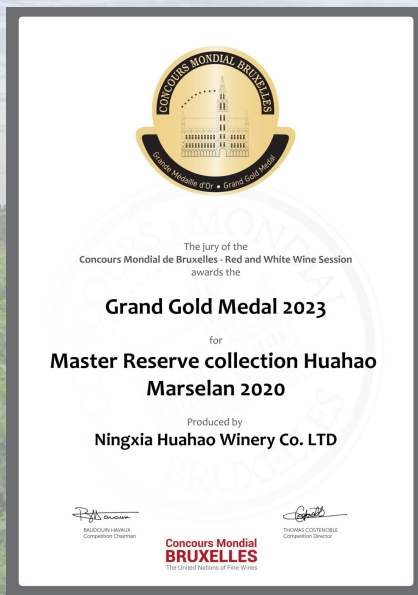 CONCOURS MONDIAL BRUXELLES
Grande Médaille d'Or • Grand Gold Medal
The jury of the
Concours Mondial de Bruxelles - Red and White Wine Session
awards the
Grand Gold Medal 2023
for
Master Reserve collection Huahao
Marselan 2020
Produced by
Ningxia Huahao Winery Co. LTD
BAUDOUIN HAVAUX
Competition Chairman
THOMAS COSTENOBLE
Competition Director
Concours Mondial
BRUXELLES
The United Nations of Fine Wines